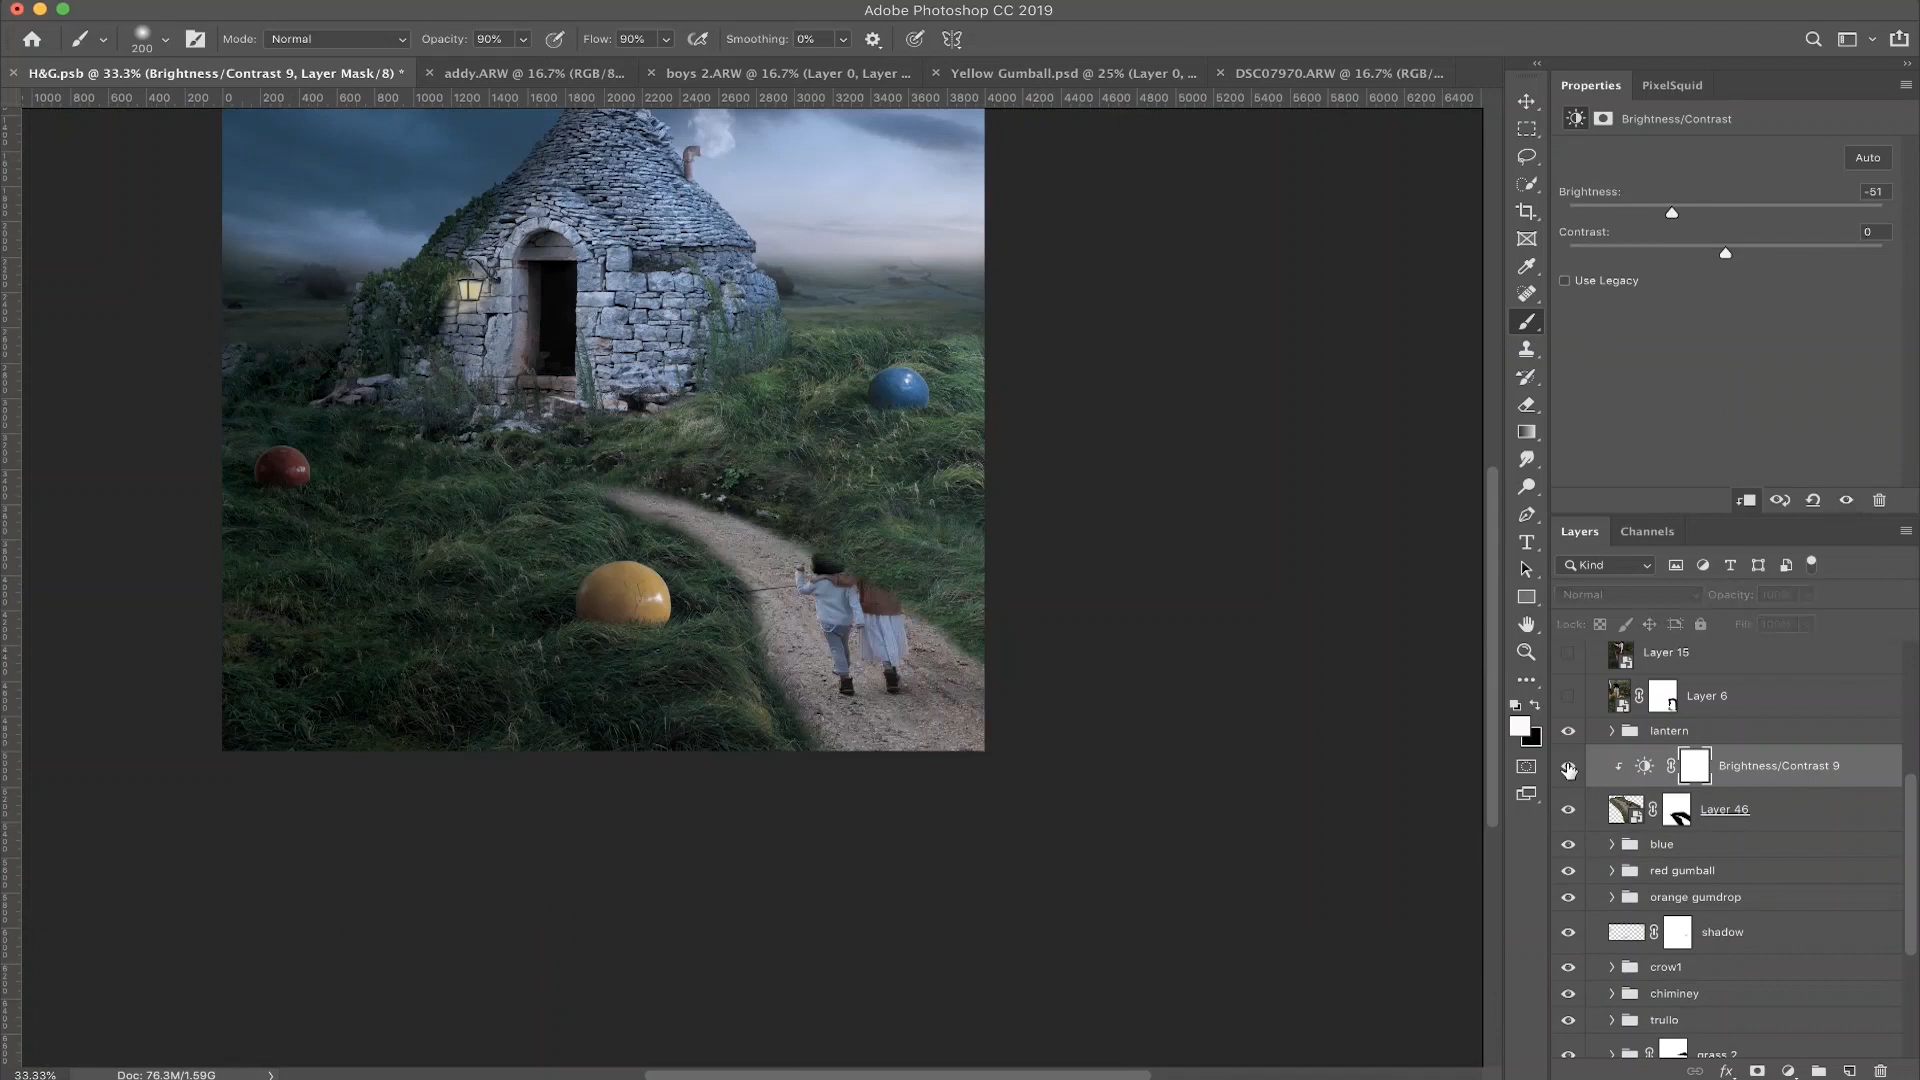 Adobe Photoshop CC 2019
200
Mode: Normal
Opacity: 90%
Flow: 90%
Smoothing: 0%
H&G.psb @ 33.3% (Brightness/Contrast 9, Layer Mask/8) *
addy.ARW @ 16.7% (RGB/8...
boys 2.ARW @ 16.7% (Layer 0, Layer ...
Yellow Gumball.psd @ 25% (Layer 0, ...
DSC07970.ARW @ 16.7% (RGB/...
1000 800 600 400 200 0 200 400 600 800 1000 1200 1400 1600 1800 2000 2200 2400 2600 2800 3000 3200 3400 3600 3800 4000 4200 4400 4600 4800 5000 5200 5400 5600 5800 6000 6200 6400
Properties
PixelSquid
Brightness/Contrast
Auto
Brightness: -51
Contrast: 0
Use Legacy
Layers
Channels
Kind
Normal
Opacity: 100%
Lock:
Fill: 100%
Layer 15
Layer 6
lantern
Brightness/Contrast 9
Layer 46
blue
red gumball
orange gumdrop
shadow
crow1
chiminey
trullo
grass 2
33.33%
Doc: 76.3M/1.59G